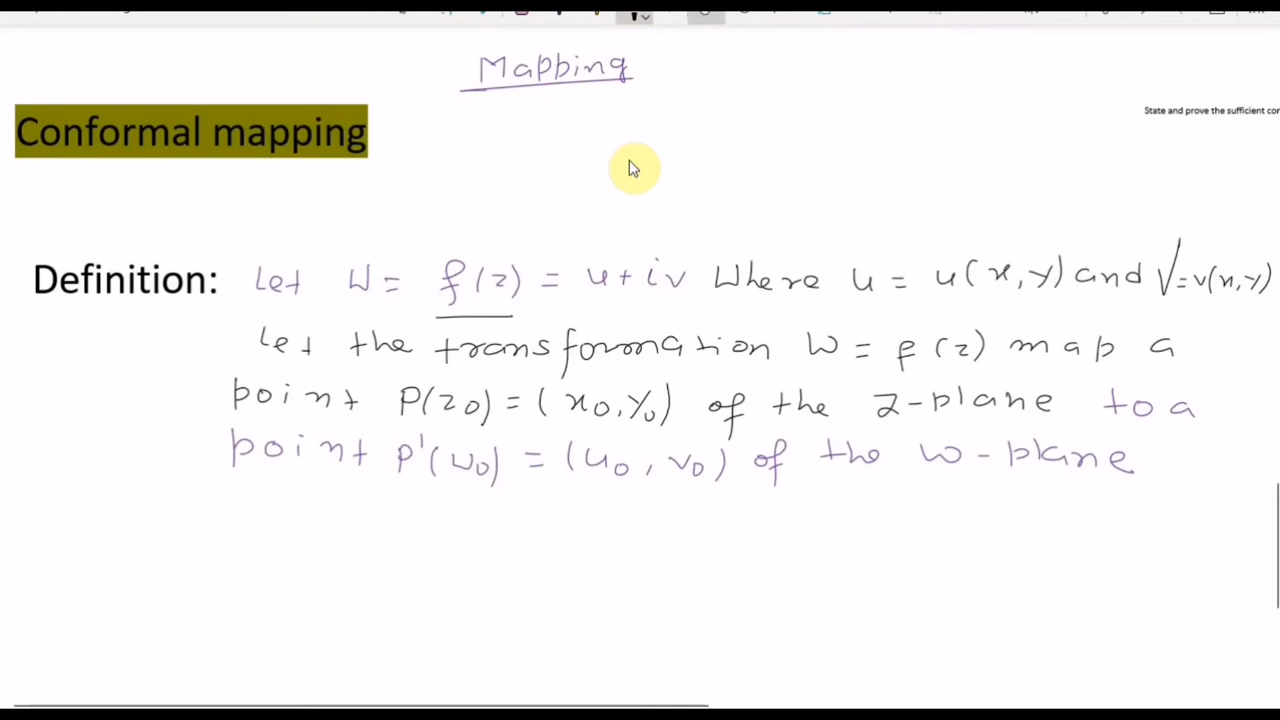 Mapping
State and prove the sufficient cor
Conformal mapping
Definition: Let W = f(z) = u + iv Where u = u(x,y) and V = v(x,y)
Let the transformation W = f(z) map a
point P(z0) = (x0, y0) of the z-plane to a
point P'(w0) = (u0, v0) of the w-plane